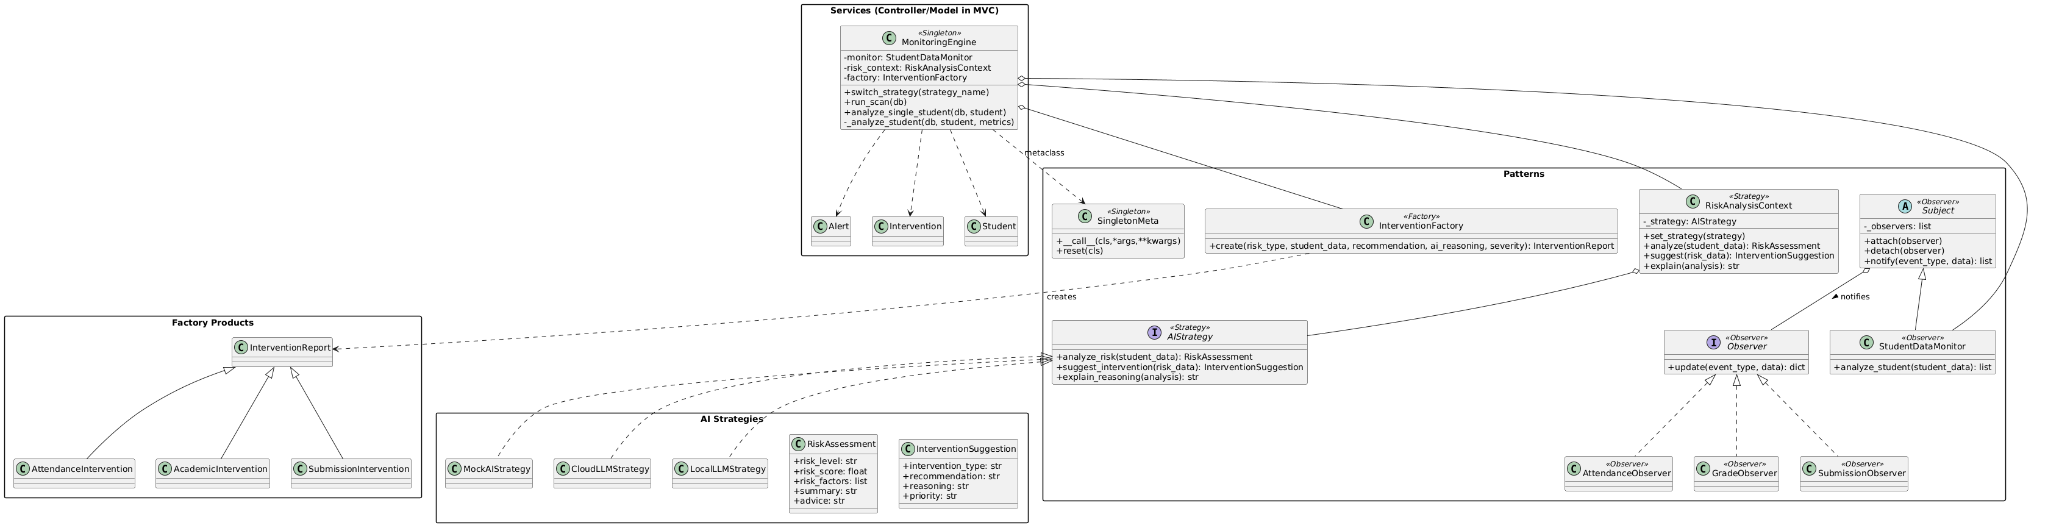 Services (Controller/Model in MVC)
C
«Singleton»
MonitoringEngine
-monitor: StudentDataMonitor
-risk_context: RiskAnalysisContext
-factory: InterventionFactory
+switch_strategy(strategy_name)
+run_scan(db)
+analyze_single_student(db, student)
-_analyze_student(db, student, metrics)
C Alert
C Intervention
C Student
metaclass
Patterns
C
«Singleton»
SingletonMeta
+__call__(cls,*args,**kwargs)
+reset(cls)
C
«Factory»
InterventionFactory
+create(risk_type, student_data, recommendation, ai_reasoning, severity): InterventionReport
C
«Strategy»
RiskAnalysisContext
-_strategy: AIStrategy
+set_strategy(strategy)
+analyze(student_data): RiskAssessment
+suggest(risk_data): InterventionSuggestion
+explain(analysis): str
A
«Observer»
Subject
-_observers: list
+attach(observer)
+detach(observer)
+notify(event_type, data): list
creates
notifies
Factory Products
C InterventionReport
C AttendanceIntervention
C AcademicIntervention
C SubmissionIntervention
I
«Strategy»
AIStrategy
+analyze_risk(student_data): RiskAssessment
+suggest_intervention(risk_data): InterventionSuggestion
+explain_reasoning(analysis): str
I
«Observer»
Observer
+update(event_type, data): dict
C
«Observer»
StudentDataMonitor
+analyze_student(student_data): list
AI Strategies
C MockAIStrategy
C CloudLLMStrategy
C LocalLLMStrategy
C RiskAssessment
+risk_level: str
+risk_score: float
+risk_factors: list
+summary: str
+advice: str
C InterventionSuggestion
+intervention_type: str
+recommendation: str
+reasoning: str
+priority: str
C
«Observer»
AttendanceObserver
C
«Observer»
GradeObserver
C
«Observer»
SubmissionObserver